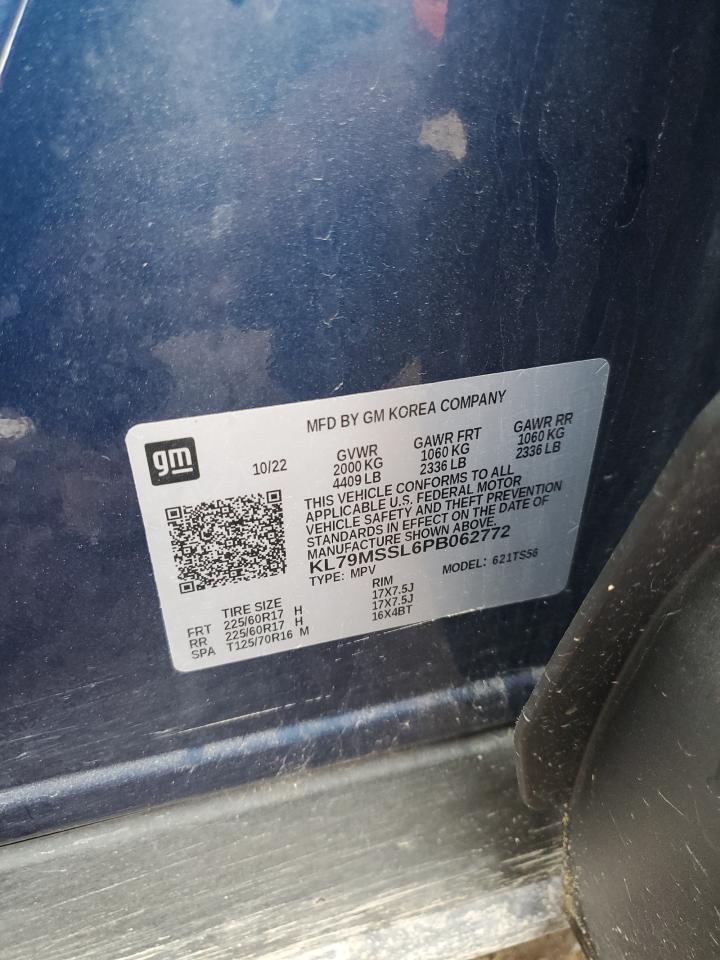 MFD BY GM KOREA COMPANY
gm
10/22
GVWR GAWR FRT GAWR RR
2000 KG 1060 KG 1060 KG
4409 LB 2336 LB 2336 LB
THIS VEHICLE CONFORMS TO ALL
APPLICABLE U.S. FEDERAL MOTOR
VEHICLE SAFETY AND THEFT PREVENTION
STANDARDS IN EFFECT ON THE DATE OF
MANUFACTURE SHOWN ABOVE.
KL79MSSL6PB062772
TYPE: MPV MODEL: 621TS56
TIRE SIZE RIM
FRT 225/60R17 H 17X7.5J
RR 225/60R17 H 17X7.5J
SPA T125/70R16 M 16X4BT